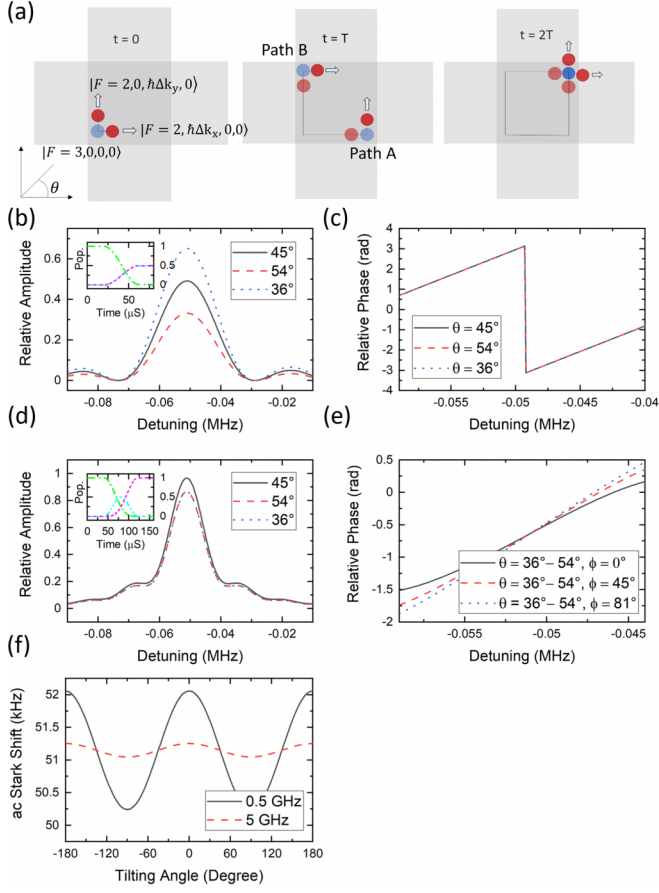 (a)
t = 0
t = T
t = 2T
Path B
|F = 2,0, ℏΔk_y, 0⟩
|F = 2, ℏΔk_x, 0,0⟩
Path A
|F = 3,0,0,0⟩
θ
(b)
Relative Amplitude
0.6
0.4
0.2
0
-0.08
-0.06
-0.04
-0.02
Detuning (MHz)
45°
54°
36°
Pop.
1
0.5
0
0
50
Time (μS)
(c)
Relative Phase (rad)
4
3
2
1
0
-1
-2
-3
-4
-0.055
-0.05
-0.045
-0.04
Detuning (MHz)
θ = 45°
θ = 54°
θ = 36°
(d)
Relative Amplitude
1
0.8
0.6
0.4
0.2
0
-0.08
-0.06
-0.04
-0.02
Detuning (MHz)
45°
54°
36°
Pop.
1
0.5
0
0
50
100
150
Time (μS)
(e)
Relative Phase (rad)
0.5
0
-0.5
-1
-1.5
-2
-0.055
-0.05
-0.045
Detuning (MHz)
θ = 36°– 54°, ϕ = 0°
θ = 36°– 54°, ϕ = 45°
θ = 36°– 54°, ϕ = 81°
(f)
ac Stark Shift (kHz)
52
51.5
51
50.5
50
-180
-120
-60
0
60
120
180
Tilting Angle (Degree)
0.5 GHz
5 GHz